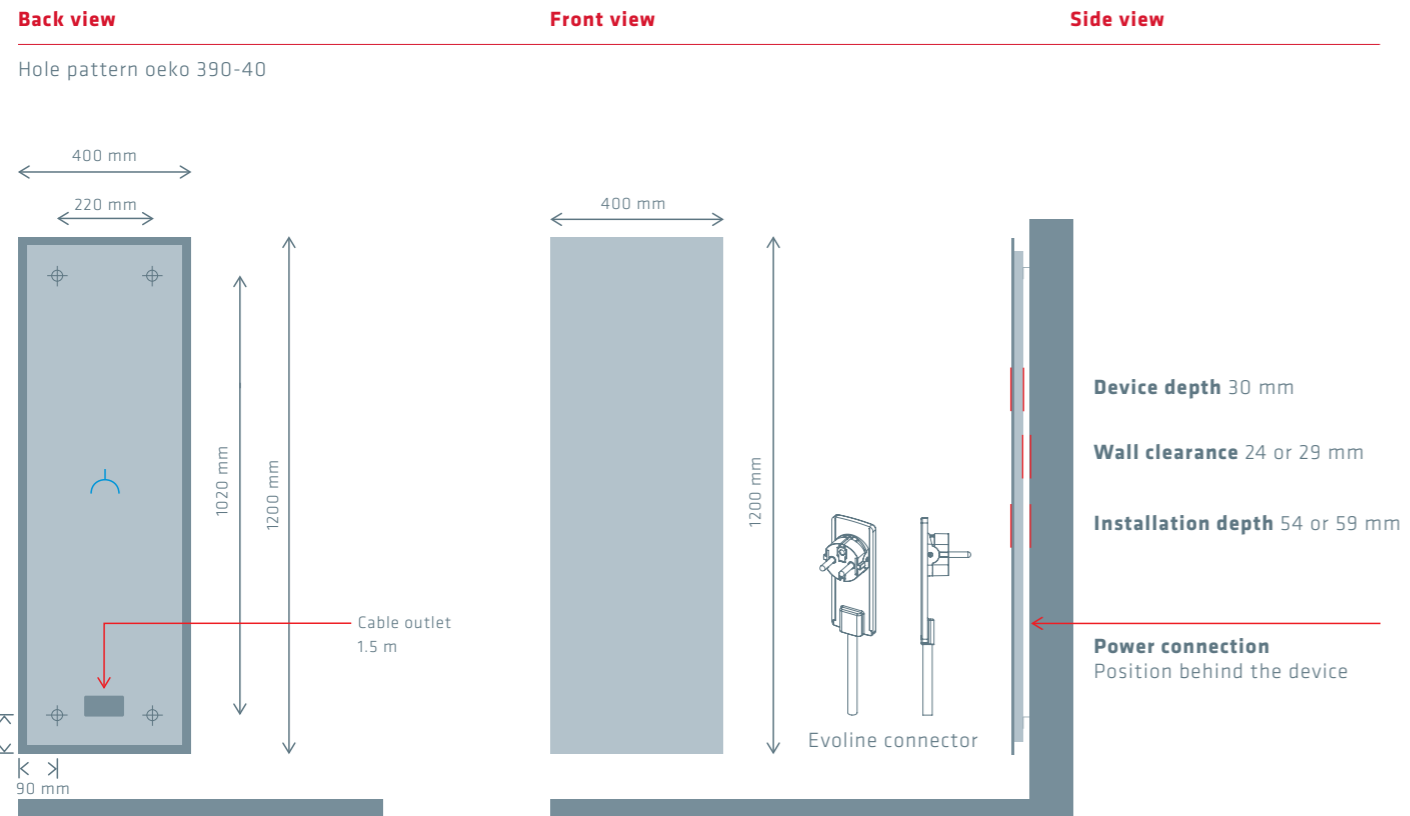 Back view
Front view
Side view
Hole pattern oeko 390-40
400 mm
220 mm
400 mm
1020 mm
1200 mm
1200 mm
Device depth 30 mm
Wall clearance 24 or 29 mm
Installation depth 54 or 59 mm
Cable outlet
1.5 m
Power connection
Position behind the device
Evoline connector
90 mm